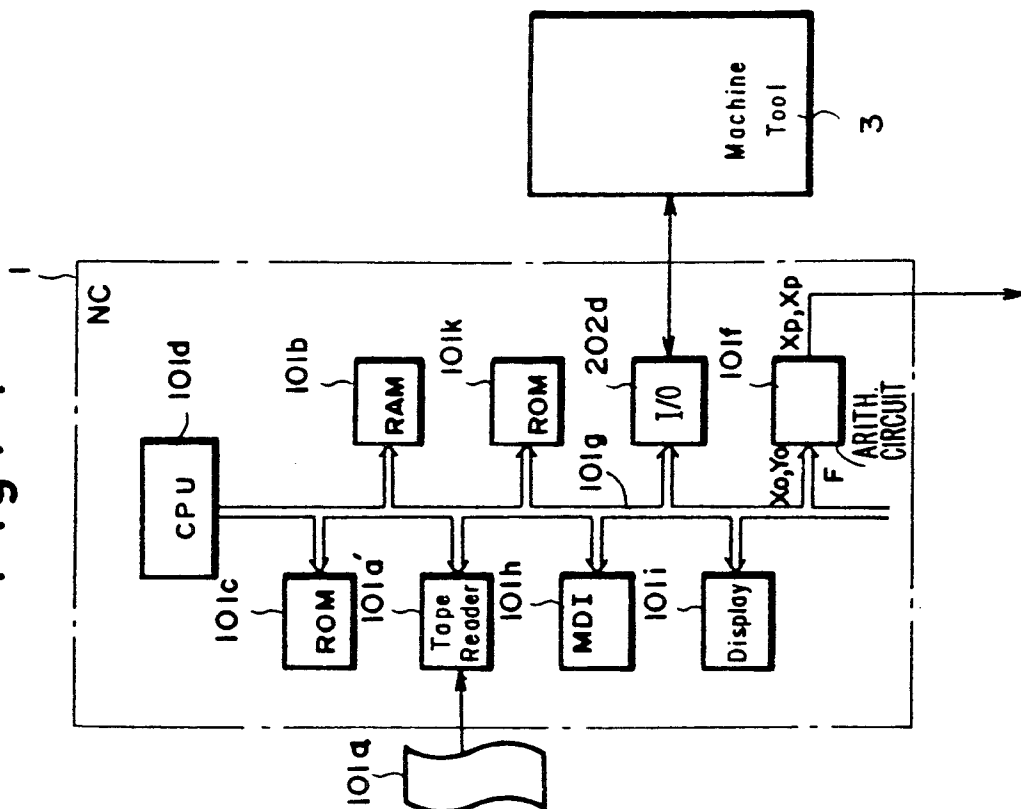 1
NC
CPU
101d
101c
ROM
101b
RAM
101a
101a'
Tape
Reader
101k
ROM
101h
MDI
101g
202d
I/O
Machine
Tool
3
101i
Display
Xo,Yo
F
101f
ARITH.
CIRCUIT
Xp,Xp